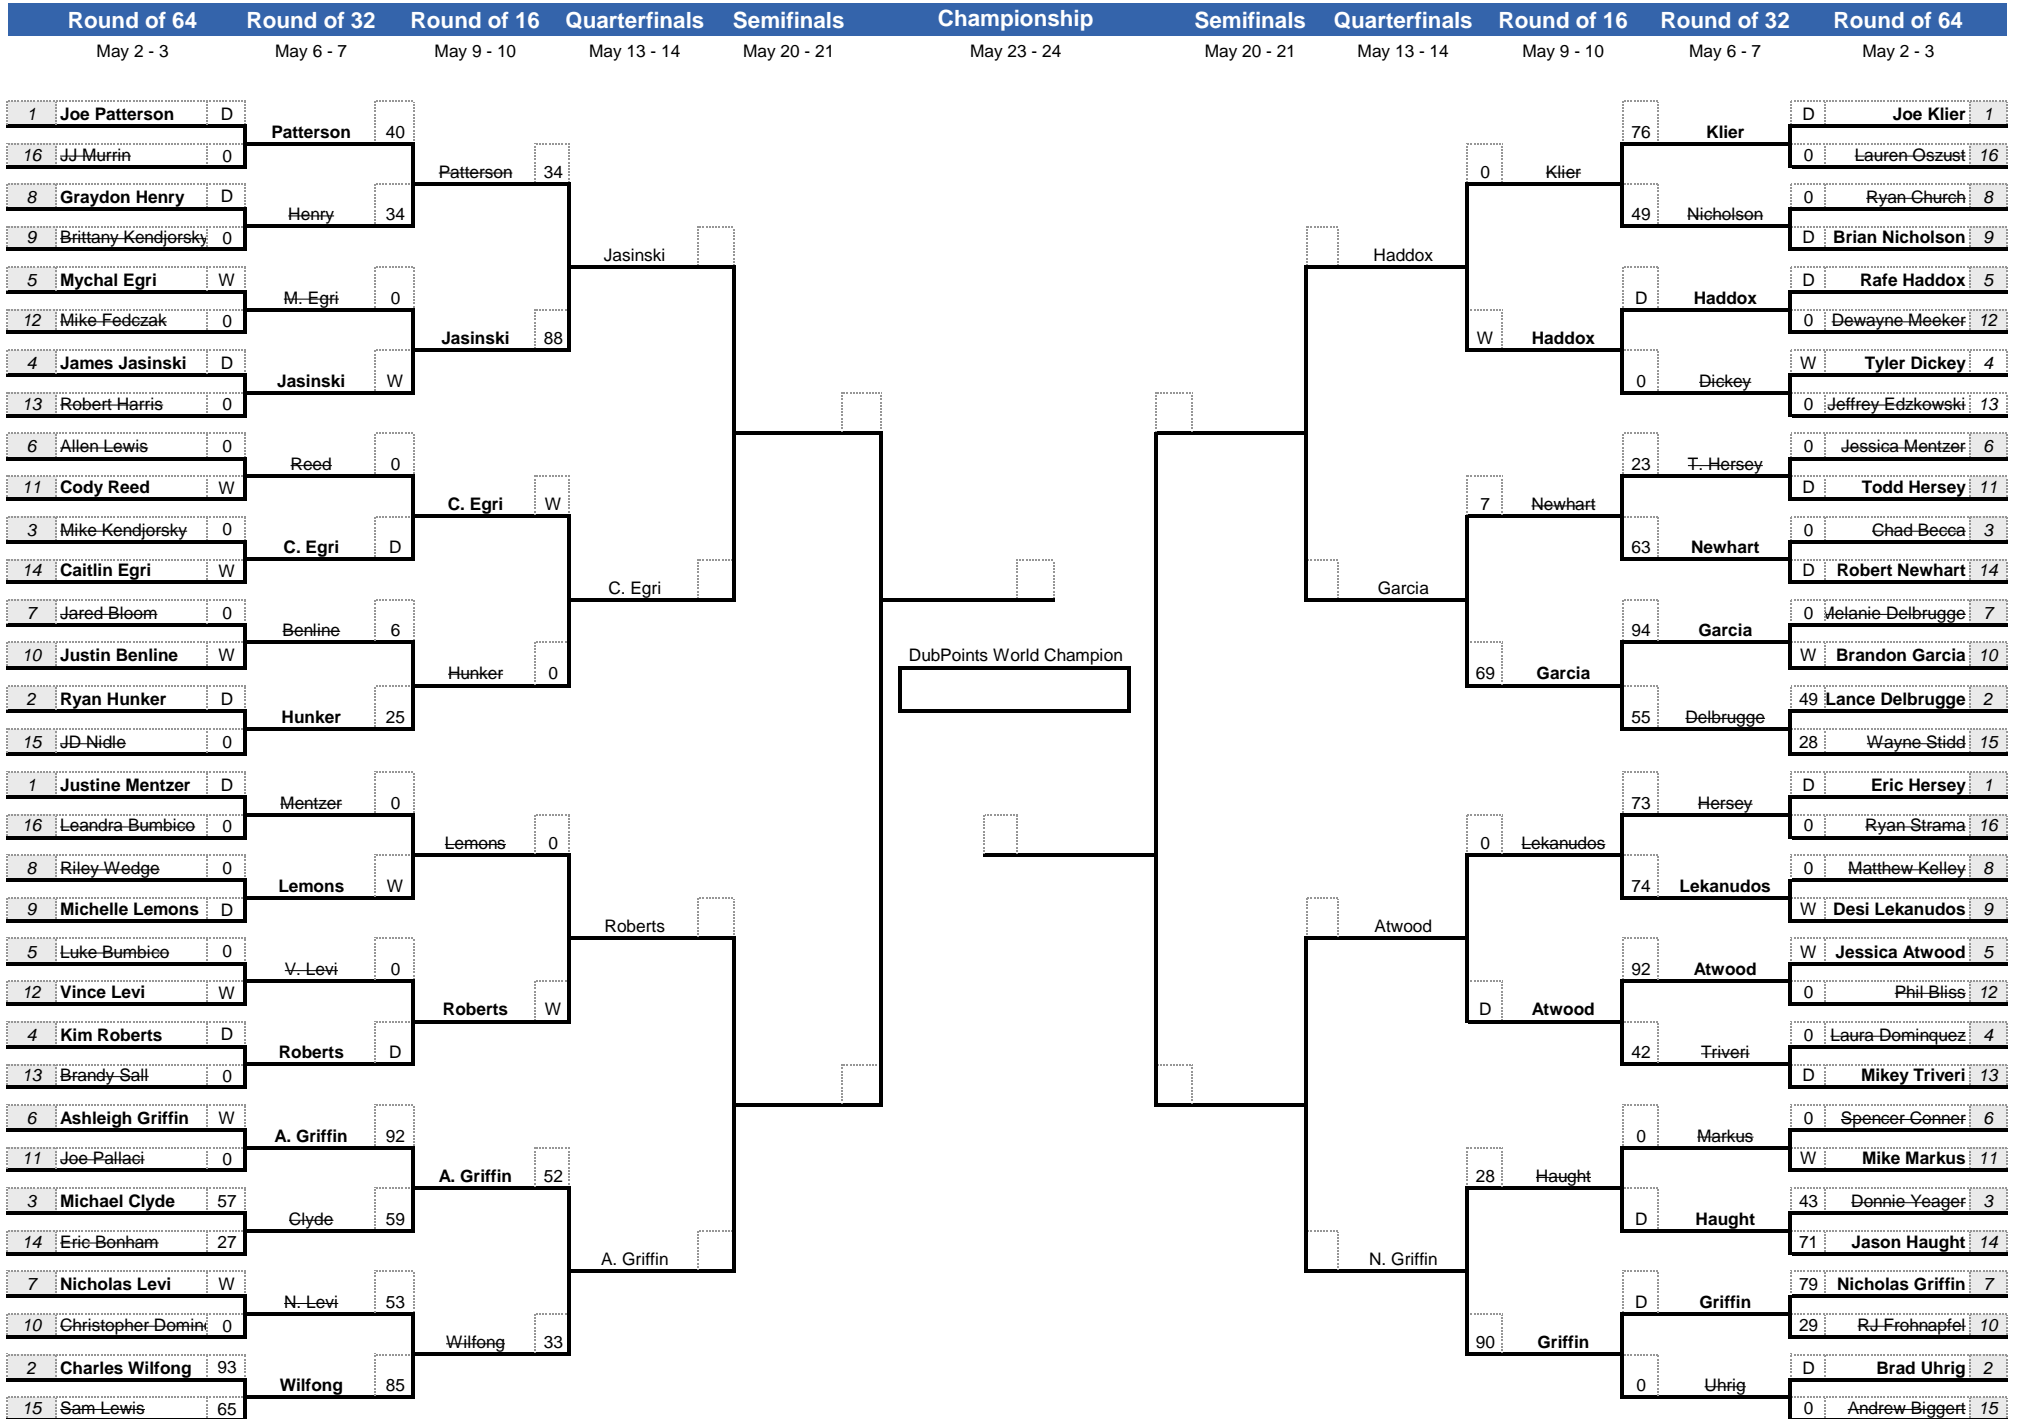 Round of 64 Round of 32 Round of 16 Quarterfinals Semifinals Championship Semifinals Quarterfinals Round of 16 Round of 32 Round of 64
May 2 - 3 May 6 - 7 May 9 - 10 May 13 - 14 May 20 - 21 May 23 - 24 May 20 - 21 May 13 - 14 May 9 - 10 May 6 - 7 May 2 - 3
1 Joe Patterson D
16 JJ Murrin 0
8 Graydon Henry D
9 Brittany Kendjorsky 0
5 Mychal Egri W
12 Mike Fedczak 0
4 James Jasinski D
13 Robert Harris 0
6 Allen Lewis 0
11 Cody Reed W
3 Mike Kendjorsky 0
14 Caitlin Egri W
7 Jared Bloom 0
10 Justin Benline W
2 Ryan Hunker D
15 JD Nidle 0
1 Justine Mentzer D
16 Leandra Bumbico 0
8 Riley Wedge 0
9 Michelle Lemons D
5 Luke Bumbico 0
12 Vince Levi W
4 Kim Roberts D
13 Brandy Sall 0
6 Ashleigh Griffin W
11 Joe Pallaci 0
3 Michael Clyde 57
14 Eric Bonham 27
7 Nicholas Levi W
10 Christopher Domin 0
2 Charles Wilfong 93
15 Sam Lewis 65
Patterson 40
Henry 34
M. Egri 0
Jasinski W
Reed 0
C. Egri D
Benline 6
Hunker 25
Mentzer 0
Lemons W
V. Levi 0
Roberts D
A. Griffin 92
Clyde 59
N. Levi 53
Wilfong 85
Patterson 34
Jasinski 88
C. Egri W
Hunker 0
Lemons 0
Roberts W
A. Griffin 52
Wilfong 33
Jasinski
C. Egri
Roberts
A. Griffin
DubPoints World Champion
Haddox
Garcia
Atwood
N. Griffin
0 Klier
W Haddox
7 Newhart
69 Garcia
0 Lekanudos
D Atwood
28 Haught
90 Griffin
76 Klier
49 Nicholson
D Haddox
0 Dickey
23 T. Hersey
63 Newhart
94 Garcia
55 Delbrugge
73 Hersey
74 Lekanudos
92 Atwood
42 Triveri
0 Markus
D Haught
D Griffin
0 Uhrig
D Joe Klier 1
0 Lauren Oszust 16
0 Ryan Church 8
D Brian Nicholson 9
D Rafe Haddox 5
0 Dewayne Meeker 12
W Tyler Dickey 4
0 Jeffrey Edzkowski 13
0 Jessica Mentzer 6
D Todd Hersey 11
0 Chad Becca 3
D Robert Newhart 14
0 Melanie Delbrugge 7
W Brandon Garcia 10
49 Lance Delbrugge 2
28 Wayne Stidd 15
D Eric Hersey 1
0 Ryan Strama 16
0 Matthew Kelley 8
W Desi Lekanudos 9
W Jessica Atwood 5
0 Phil Bliss 12
0 Laura Dominquez 4
D Mikey Triveri 13
0 Spencer Conner 6
W Mike Markus 11
43 Donnie Yeager 3
71 Jason Haught 14
79 Nicholas Griffin 7
29 RJ Frohnapfel 10
D Brad Uhrig 2
0 Andrew Biggert 15